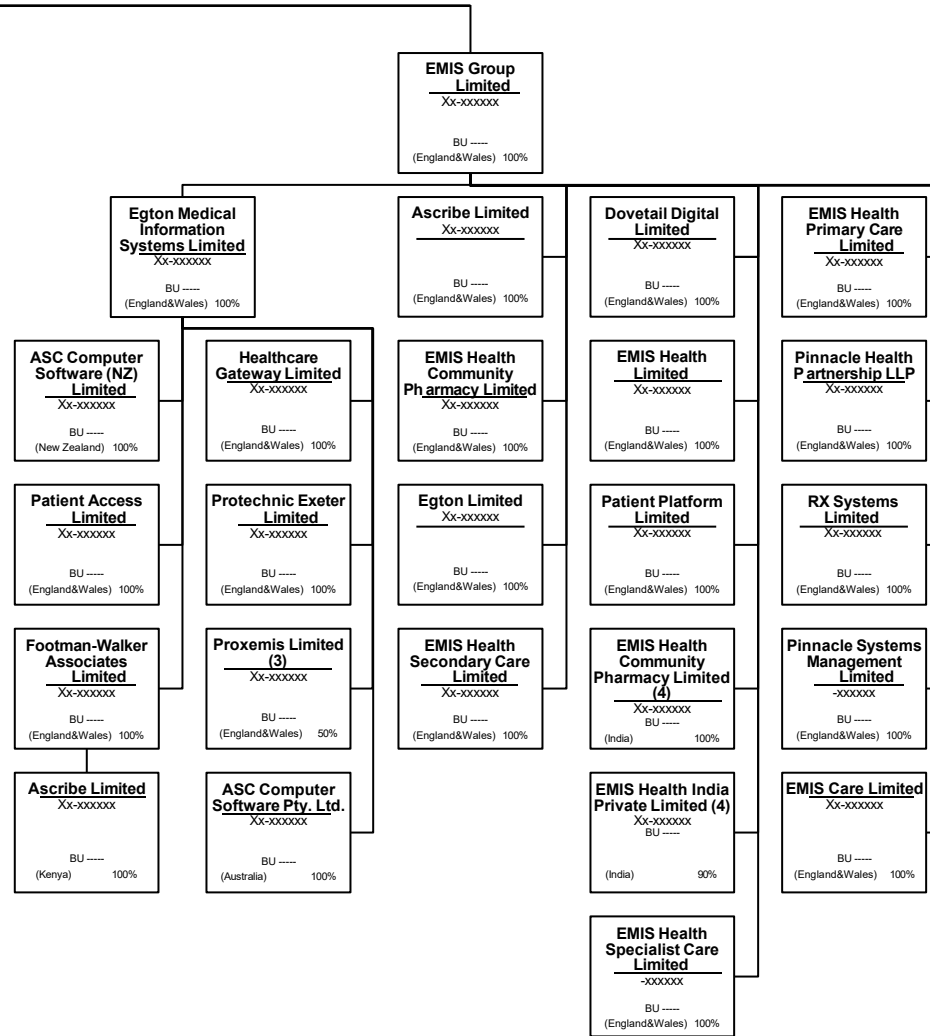 EMIS Group
Limited
Xx-xxxxxx
BU -----
(England&Wales) 100%
Egton Medical
Information
Systems Limited
Xx-xxxxxx
BU -----
(England&Wales) 100%
Ascribe Limited
Xx-xxxxxx
BU -----
(England&Wales) 100%
Dovetail Digital
Limited
Xx-xxxxxx
BU -----
(England&Wales) 100%
EMIS Health
Primary Care
Limited
Xx-xxxxxx
BU -----
(England&Wales) 100%
ASC Computer
Software (NZ)
Limited
Xx-xxxxxx
BU -----
(New Zealand) 100%
Healthcare
Gateway Limited
Xx-xxxxxx
BU -----
(England&Wales) 100%
EMIS Health
Community
Pharmacy Limited
Xx-xxxxxx
BU -----
(England&Wales) 100%
EMIS Health
Limited
Xx-xxxxxx
BU -----
(England&Wales) 100%
Pinnacle Health
Partnership LLP
Xx-xxxxxx
BU -----
(England&Wales) 100%
Patient Access
Limited
Xx-xxxxxx
BU -----
(England&Wales) 100%
Protechnic Exeter
Limited
Xx-xxxxxx
BU -----
(England&Wales) 100%
Egton Limited
Xx-xxxxxx
BU -----
(England&Wales) 100%
Patient Platform
Limited
Xx-xxxxxx
BU -----
(England&Wales) 100%
RX Systems
Limited
Xx-xxxxxx
BU -----
(England&Wales) 100%
Footman-Walker
Associates
Limited
Xx-xxxxxx
BU -----
(England&Wales) 100%
Proxemis Limited
(3)
Xx-xxxxxx
BU -----
(England&Wales) 50%
EMIS Health
Secondary Care
Limited
Xx-xxxxxx
BU -----
(England&Wales) 100%
EMIS Health
Community
Pharmacy Limited
(4)
Xx-xxxxxx
BU -----
(India) 100%
Pinnacle Systems
Management
Limited
-xxxxxx
BU -----
(England&Wales) 100%
Ascribe Limited
Xx-xxxxxx
BU -----
(Kenya) 100%
ASC Computer
Software Pty. Ltd.
Xx-xxxxxx
BU -----
(Australia) 100%
EMIS Health India
Private Limited (4)
Xx-xxxxxx
BU -----
(India) 90%
EMIS Care Limited
Xx-xxxxxx
BU -----
(England&Wales) 100%
EMIS Health
Specialist Care
Limited
-xxxxxx
BU -----
(England&Wales) 100%